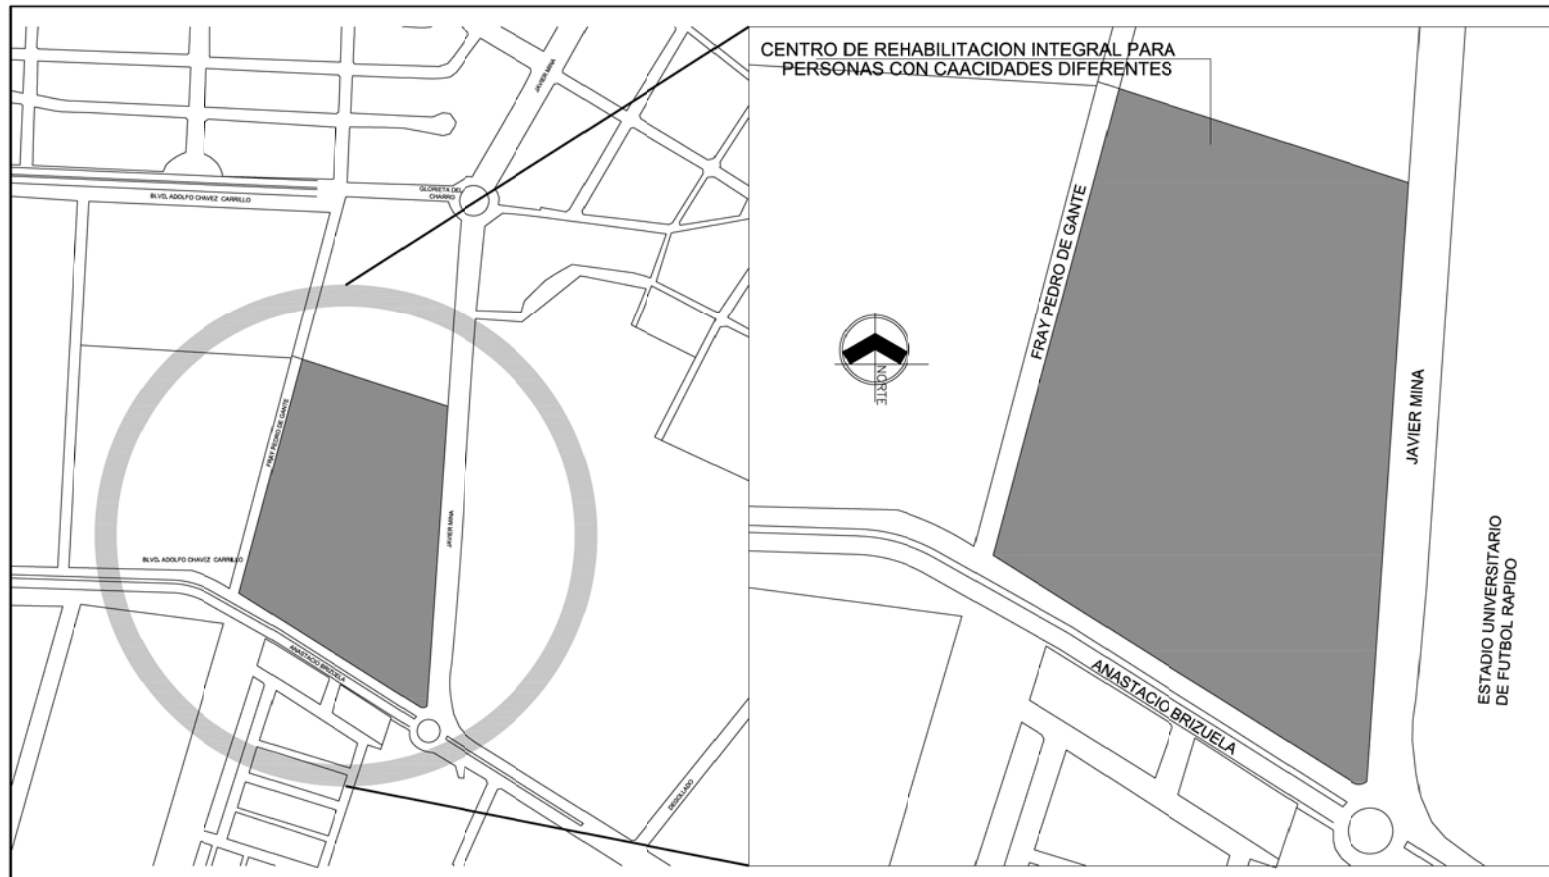 JAVIER MINA
BLVD. ADOLFO CHAVEZ CARRILLO
GLORIETA DEL
CHARRO
FRAY PEDRO DE GANTE
JAVIER MINA
BLVD. ADOLFO CHAVEZ CARRILLO
ANASTACIO BRIZUELA
DEGOLLADO
CENTRO DE REHABILITACION INTEGRAL PARA
PERSONAS CON CAACIDADES DIFERENTES
FRAY PEDRO DE GANTE
NORTE
JAVIER MINA
ANASTACIO BRIZUELA
ESTADIO UNIVERSITARIO
DE FUTBOL RAPIDO